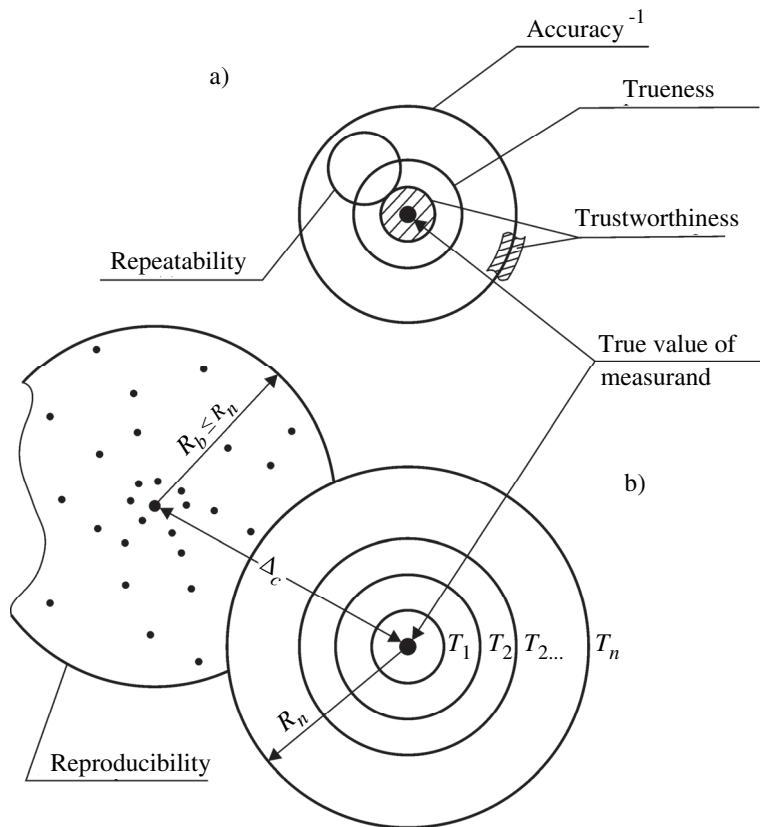 Accuracy -1
a)
Trueness
Trustworthiness
Repeatability
True value of
measurand
R_b ≤ R_n
b)
Δ_c
T_1 T_2 T_2... T_n
R_n
Reproducibility